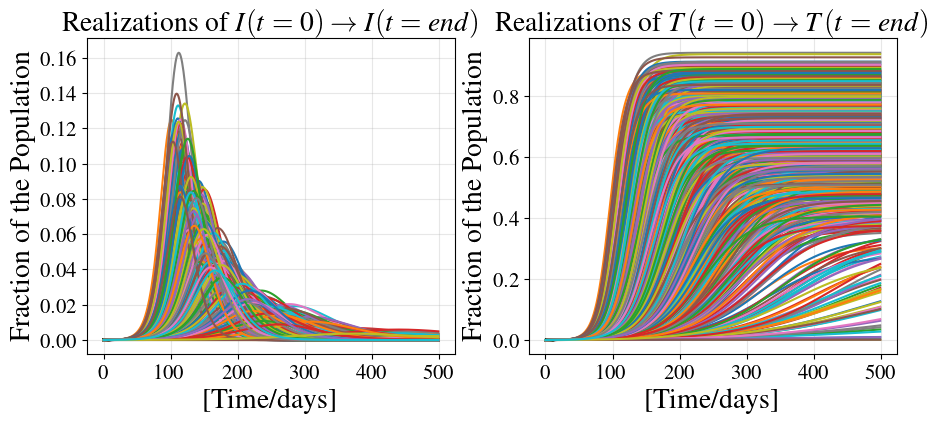 Realizations of I(t = 0) → I(t = end)
Fraction of the Population
0.16
0.14
0.12
0.10
0.08
0.06
0.04
0.02
0.00
0 100 200 300 400 500
[Time/days]
Realizations of T(t = 0) → T(t = end)
Fraction of the Population
0.8
0.6
0.4
0.2
0.0
0 100 200 300 400 500
[Time/days]